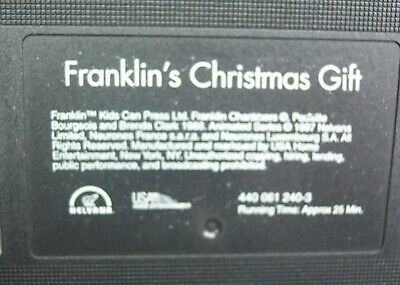 Franklin's Christmas Gift
Franklin™ Kids Can Press Ltd. Franklin Characters ©, Paulette
Bourgeois and Brenda Clark 1986. Animated Series © 1997 Nelvana
Limited, Neurones France s.a.r.l. and Neurones Luxembourg S.A. All
Rights Reserved. Manufactured and marketed by USA Home
Entertainment, New York, NY. Unauthorized copying, hiring, lending,
public performance, and broadcasting prohibited.
NELVANA
USA
440 061 240-3
Running Time: Approx 25 Min.